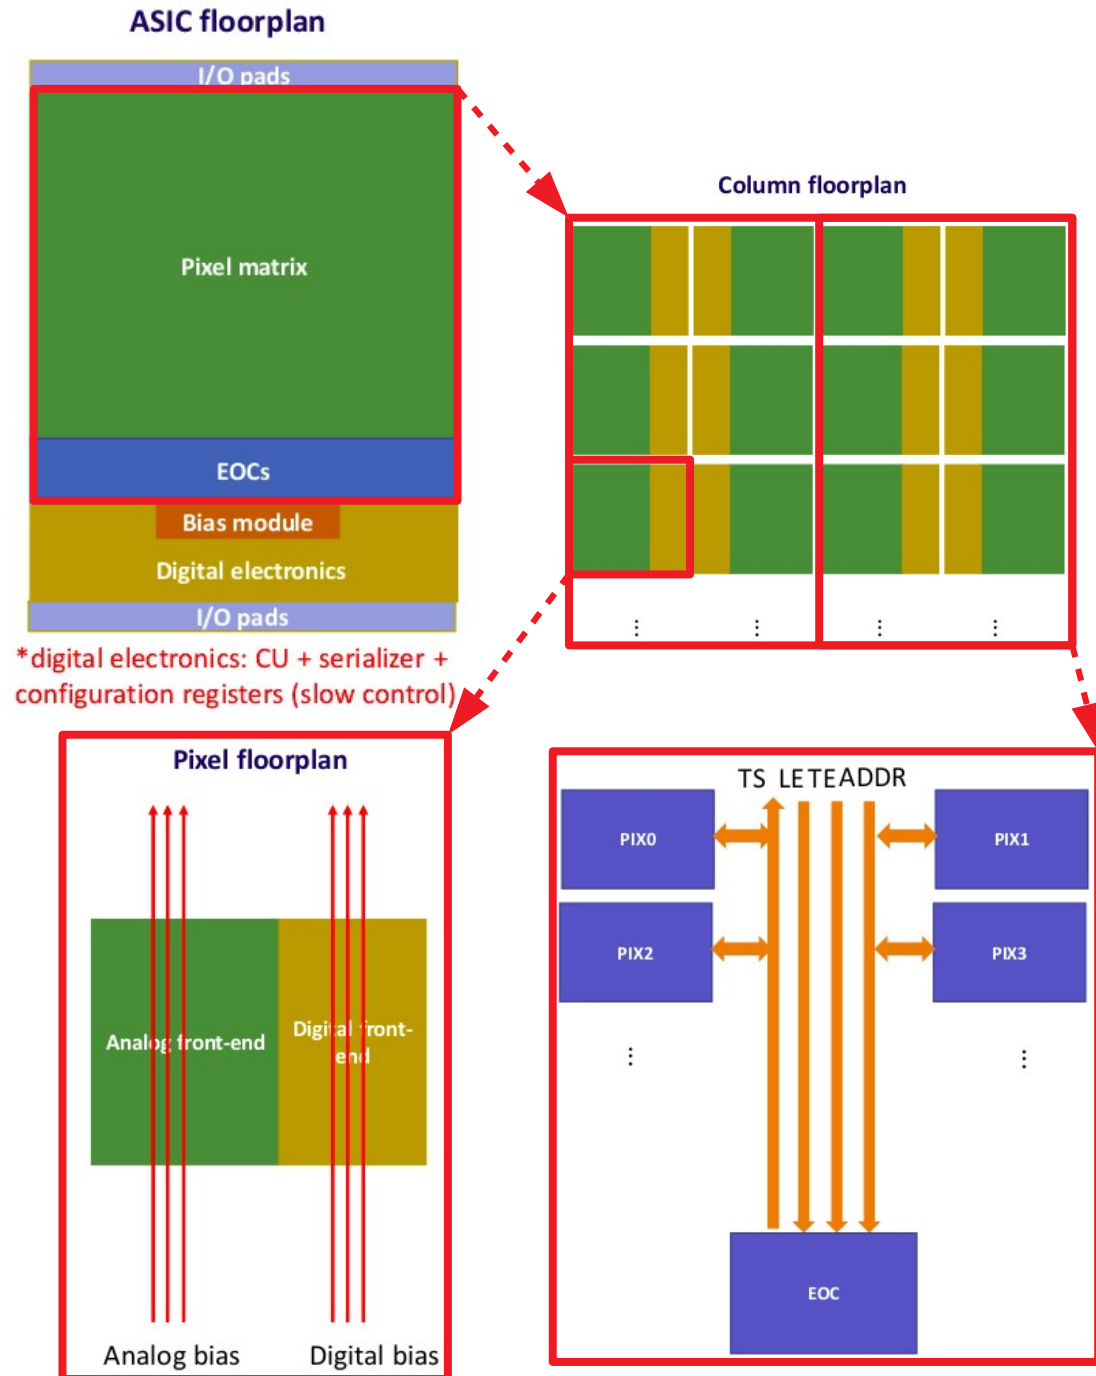 ASIC floorplan
I/O pads
Pixel matrix
EOCs
Bias module
Digital electronics
I/O pads
*digital electronics: CU + serializer +
configuration registers (slow control)
Column floorplan
⋮ ⋮ ⋮ ⋮
Pixel floorplan
Analog front-end
Digital front-
end
Analog bias Digital bias
TS LE TE ADDR
PIX0 PIX1
PIX2 PIX3
⋮ ⋮
EOC